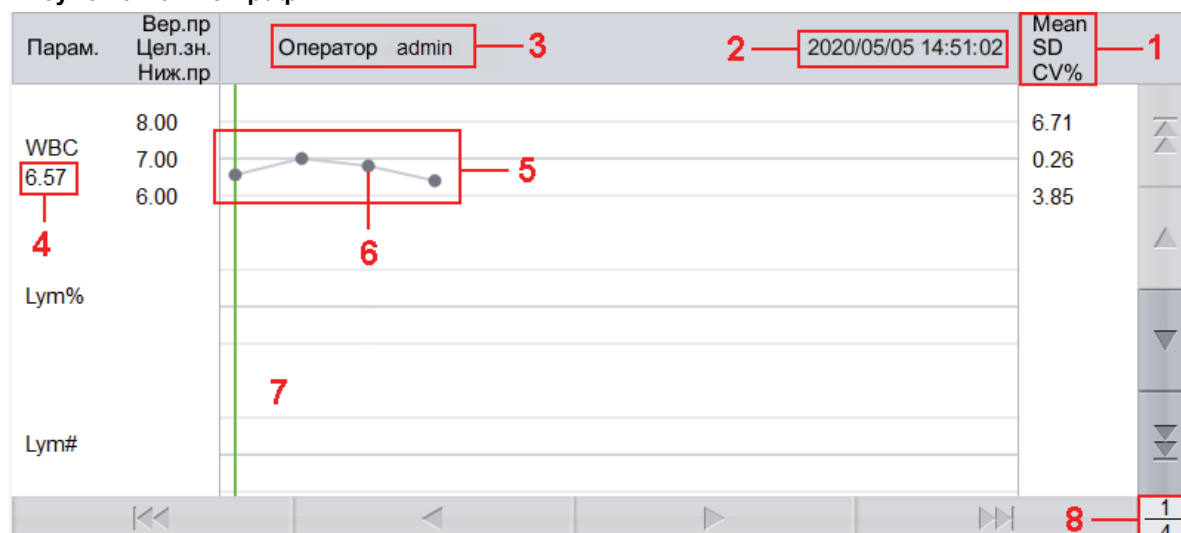 Парам.
Вер.пр
Цел.зн.
Ниж.пр
Оператор admin
3
2
2020/05/05 14:51:02
Mean
SD
CV%
1
WBC
6.57
4
8.00
7.00
6.00
5
6
6.71
0.26
3.85
Lym%
7
Lym#
8
1
4